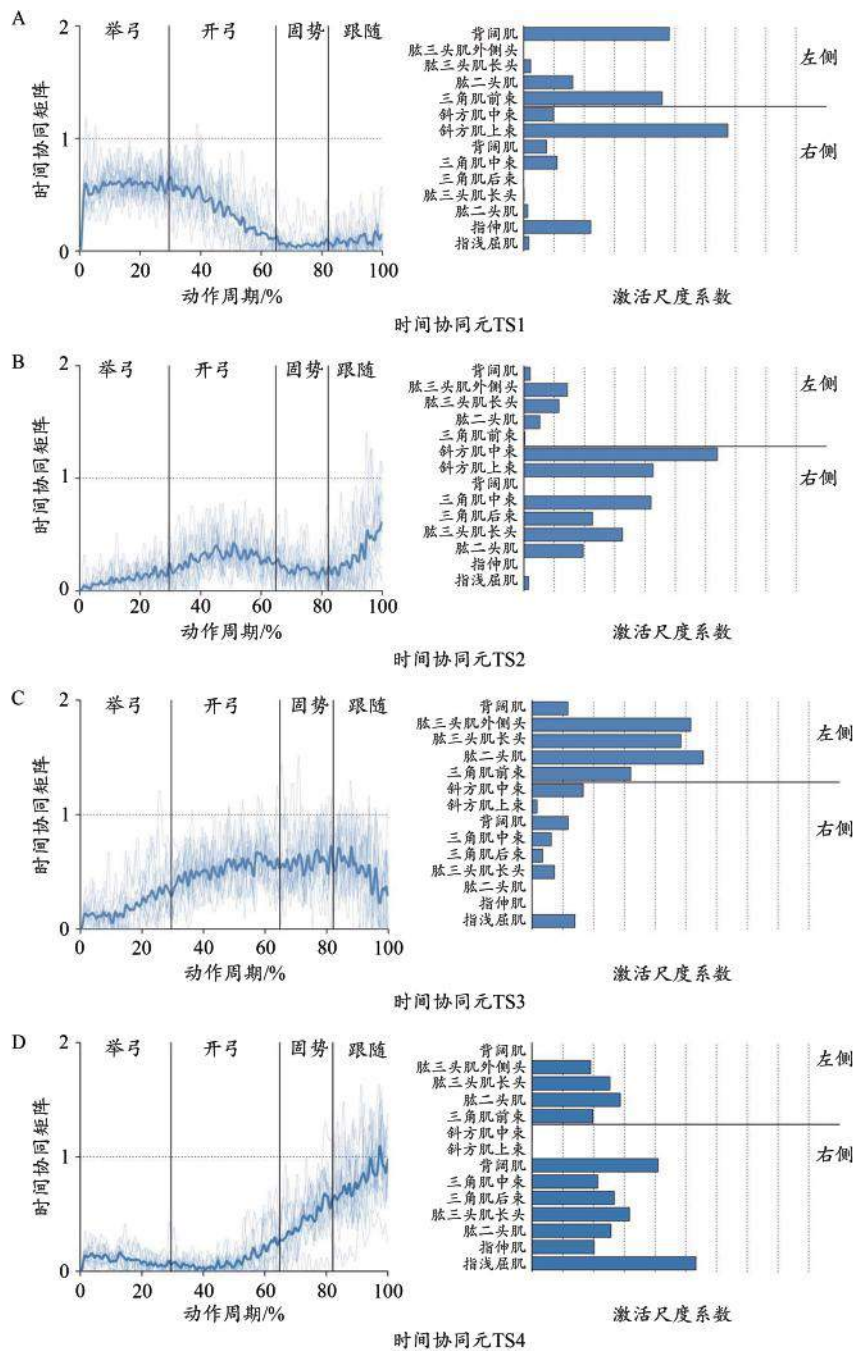 A
举弓 开弓 固势 跟随
2
1
0
时间协同矩阵
0 20 40 60 80 100
动作周期/%
背阔肌
肱三头肌外侧头
肱三头肌长头
肱二头肌
三角肌前束
斜方肌中束
斜方肌上束
背阔肌
三角肌中束
三角肌后束
肱三头肌长头
肱二头肌
指伸肌
指浅屈肌
左侧
右侧
激活尺度系数
时间协同元TS1
B
举弓 开弓 固势 跟随
2
1
0
时间协同矩阵
0 20 40 60 80 100
动作周期/%
背阔肌
肱三头肌外侧头
肱三头肌长头
肱二头肌
三角肌前束
斜方肌中束
斜方肌上束
背阔肌
三角肌中束
三角肌后束
肱三头肌长头
肱二头肌
指伸肌
指浅屈肌
左侧
右侧
激活尺度系数
时间协同元TS2
C
举弓 开弓 固势 跟随
2
1
0
时间协同矩阵
0 20 40 60 80 100
动作周期/%
背阔肌
肱三头肌外侧头
肱三头肌长头
肱二头肌
三角肌前束
斜方肌中束
斜方肌上束
背阔肌
三角肌中束
三角肌后束
肱三头肌长头
肱二头肌
指伸肌
指浅屈肌
左侧
右侧
激活尺度系数
时间协同元TS3
D
举弓 开弓 固势 跟随
2
1
0
时间协同矩阵
0 20 40 60 80 100
动作周期/%
背阔肌
肱三头肌外侧头
肱三头肌长头
肱二头肌
三角肌前束
斜方肌中束
斜方肌上束
背阔肌
三角肌中束
三角肌后束
肱三头肌长头
肱二头肌
指伸肌
指浅屈肌
左侧
右侧
激活尺度系数
时间协同元TS4